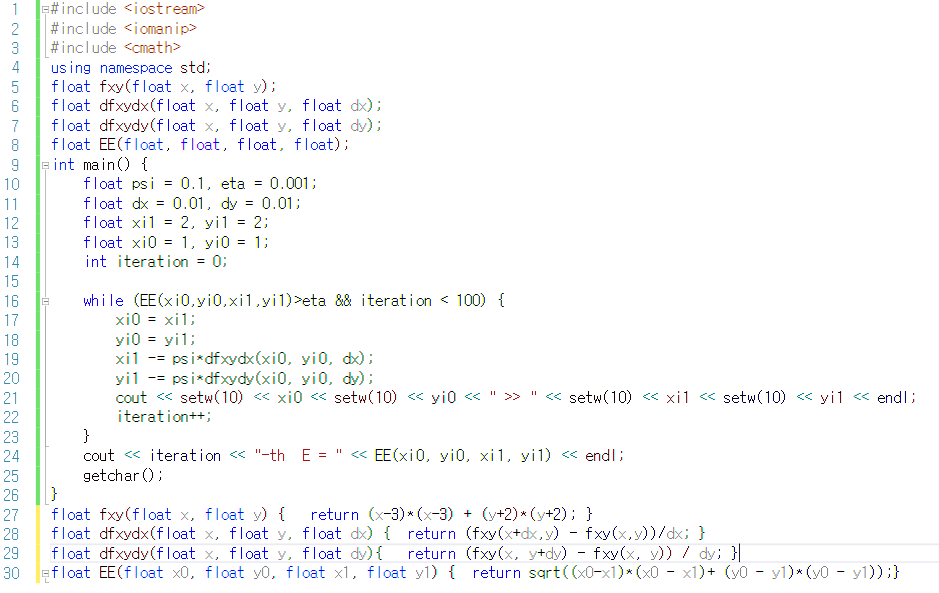 1 #include <iostream>
2 #include <iomanip>
3 #include <cmath>
4 using namespace std;
5 float fxy(float x, float y);
6 float dfxydx(float x, float y, float dx);
7 float dfxydy(float x, float y, float dy);
8 float EE(float, float, float, float);
9 int main() {
10 float psi = 0.1, eta = 0.001;
11 float dx = 0.01, dy = 0.01;
12 float xi1 = 2, yi1 = 2;
13 float xi0 = 1, yi0 = 1;
14 int iteration = 0;
15
16 while (EE(xi0,yi0,xi1,yi1)>eta && iteration < 100) {
17 xi0 = xi1;
18 yi0 = yi1;
19 xi1 -= psi*dfxydx(xi0, yi0, dx);
20 yi1 -= psi*dfxydy(xi0, yi0, dy);
21 cout << setw(10) << xi0 << setw(10) << yi0 << " >> " << setw(10) << xi1 << setw(10) << yi1 << endl;
22 iteration++;
23 }
24 cout << iteration << "-th  E = " << EE(xi0, yi0, xi1, yi1) << endl;
25 getchar();
26 }
27 float fxy(float x, float y) {   return (x-3)*(x-3) + (y+2)*(y+2); }
28 float dfxydx(float x, float y, float dx) {  return (fxy(x+dx,y) - fxy(x,y))/dx; }
29 float dfxydy(float x, float y, float dy){   return (fxy(x, y+dy) - fxy(x, y)) / dy; }
30 float EE(float x0, float y0, float x1, float y1) {  return sqrt((x0-x1)*(x0 - x1)+ (y0 - y1)*(y0 - y1));}